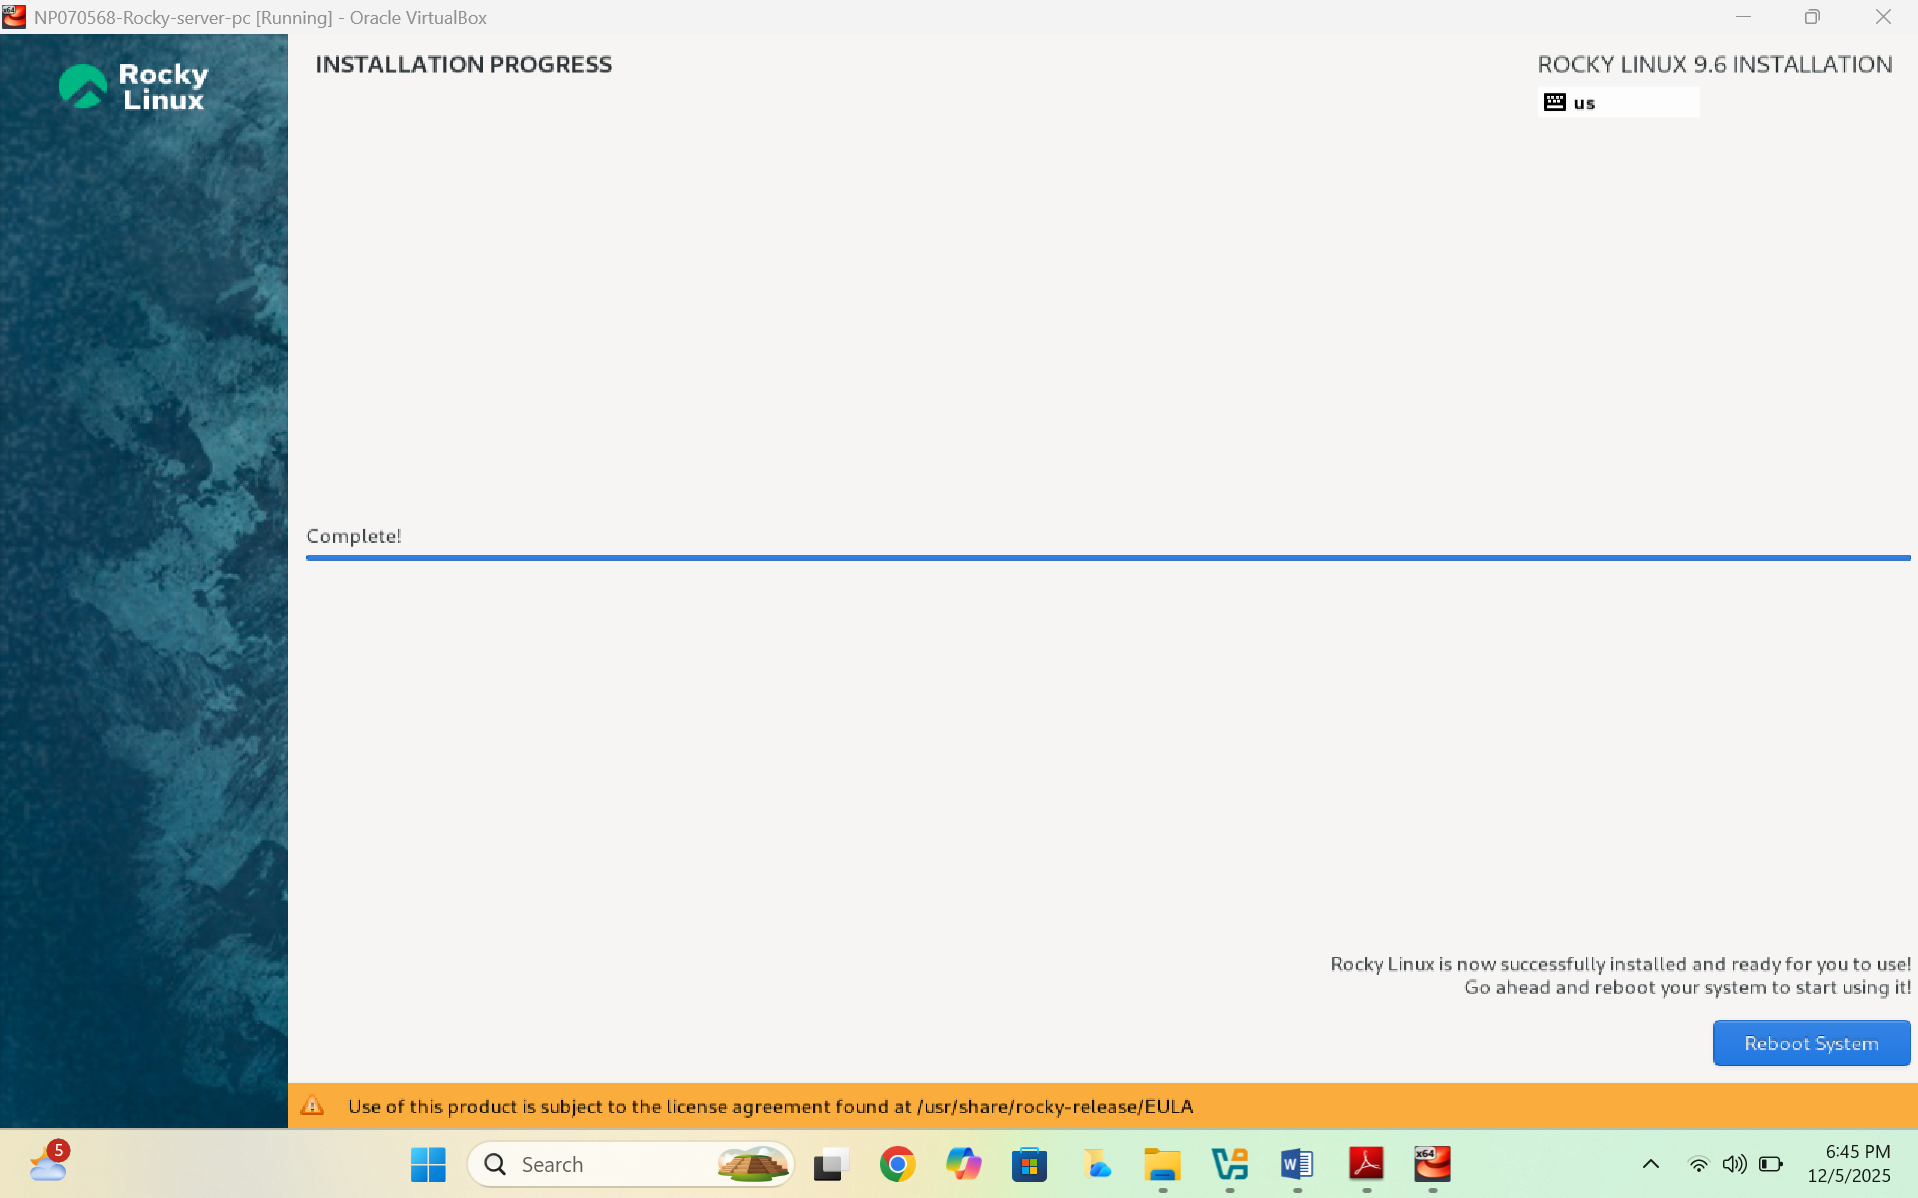 NP070568-Rocky-server-pc [Running] - Oracle VirtualBox
Rocky
Linux
INSTALLATION PROGRESS
ROCKY LINUX 9.6 INSTALLATION
us
Complete!
Rocky Linux is now successfully installed and ready for you to use!
Go ahead and reboot your system to start using it!
Reboot System
Use of this product is subject to the license agreement found at /usr/share/rocky-release/EULA
5
Search
x64
6:45 PM
12/5/2025